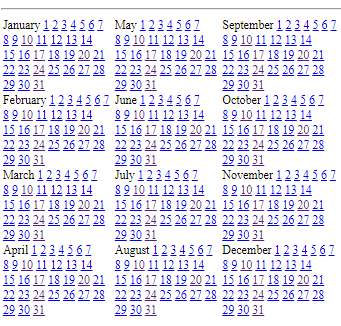 January 1 2 3 4 5 6 7
8 9 10 11 12 13 14
15 16 17 18 19 20 21
22 23 24 25 26 27 28
29 30 31
February 1 2 3 4 5 6 7
8 9 10 11 12 13 14
15 16 17 18 19 20 21
22 23 24 25 26 27 28
29 30 31
March 1 2 3 4 5 6 7
8 9 10 11 12 13 14
15 16 17 18 19 20 21
22 23 24 25 26 27 28
29 30 31
April 1 2 3 4 5 6 7
8 9 10 11 12 13 14
15 16 17 18 19 20 21
22 23 24 25 26 27 28
29 30 31
May 1 2 3 4 5 6 7
8 9 10 11 12 13 14
15 16 17 18 19 20 21
22 23 24 25 26 27 28
29 30 31
June 1 2 3 4 5 6 7
8 9 10 11 12 13 14
15 16 17 18 19 20 21
22 23 24 25 26 27 28
29 30 31
July 1 2 3 4 5 6 7
8 9 10 11 12 13 14
15 16 17 18 19 20 21
22 23 24 25 26 27 28
29 30 31
August 1 2 3 4 5 6 7
8 9 10 11 12 13 14
15 16 17 18 19 20 21
22 23 24 25 26 27 28
29 30 31
September 1 2 3 4 5 6 7
8 9 10 11 12 13 14
15 16 17 18 19 20 21
22 23 24 25 26 27 28
29 30 31
October 1 2 3 4 5 6 7
8 9 10 11 12 13 14
15 16 17 18 19 20 21
22 23 24 25 26 27 28
29 30 31
November 1 2 3 4 5 6 7
8 9 10 11 12 13 14
15 16 17 18 19 20 21
22 23 24 25 26 27 28
29 30 31
December 1 2 3 4 5 6 7
8 9 10 11 12 13 14
15 16 17 18 19 20 21
22 23 24 25 26 27 28
29 30 31